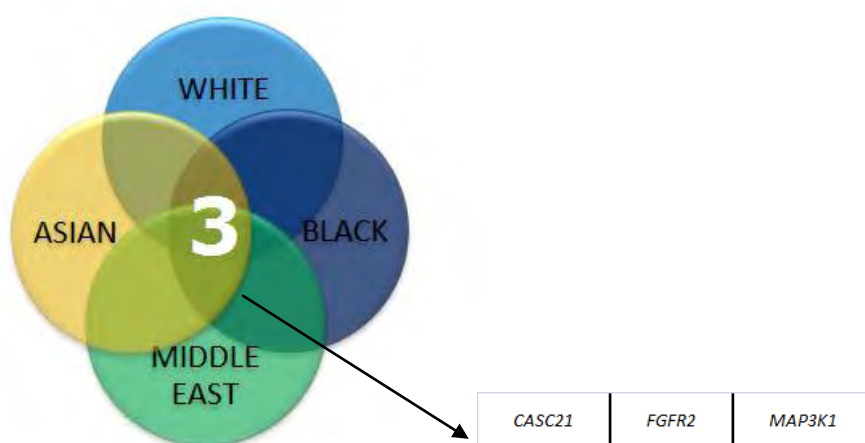 WHITE
ASIAN
3
BLACK
MIDDLE
EAST
CASC21 FGFR2 MAP3K1